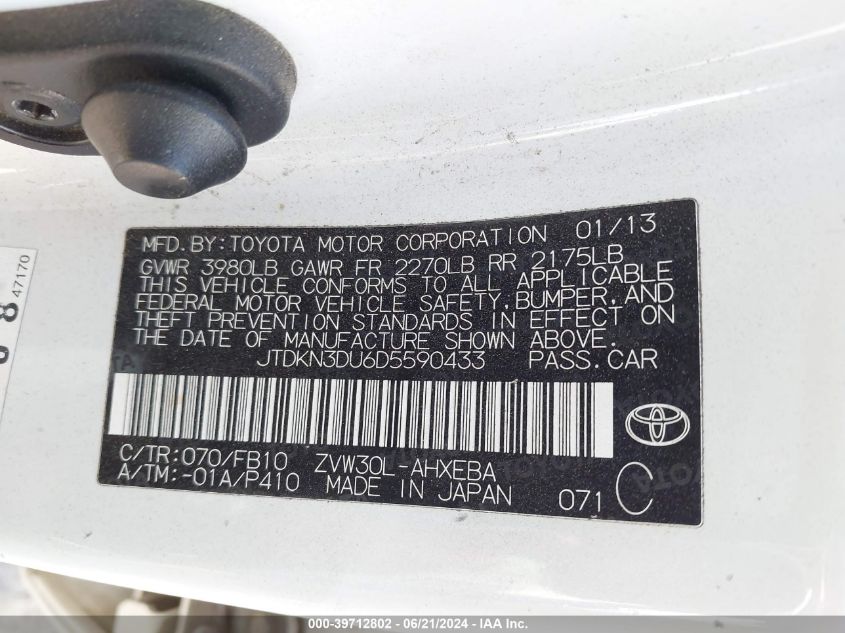 MFD.BY:TOYOTA MOTOR CORPORATION 01/13
GVWR 3980LB GAWR FR 2270LB RR 2175LB
THIS VEHICLE CONFORMS TO ALL APPLICABLE
FEDERAL MOTOR VEHICLE SAFETY,BUMPER,AND
THEFT PREVENTION STANDARDS IN EFFECT ON
THE DATE OF MANUFACTURE SHOWN ABOVE.
JTDKN3DU6D5590433 PASS.CAR
C/TR:070/FB10 ZVW30L-AHXEBA
A/TM:-01A/P410 MADE IN JAPAN 071 C
47170
000-39712802 - 06/21/2024 - IAA Inc.